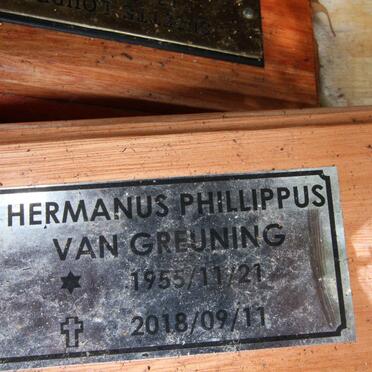 HERMANUS PHILLIPPUS
VAN GREUNING
1955/11/21
2018/09/11